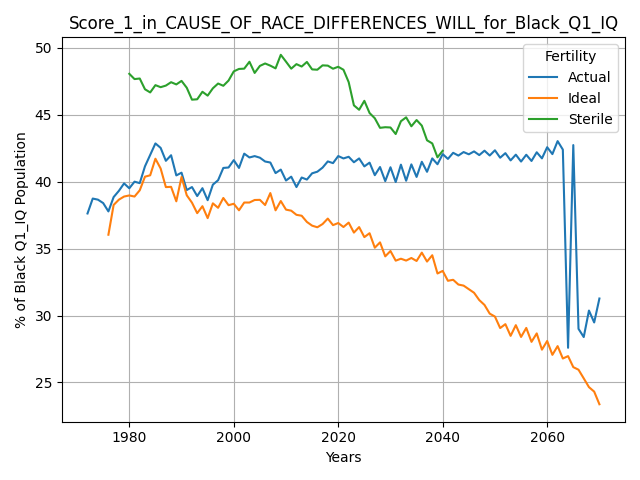 Score_1_in_CAUSE_OF_RACE_DIFFERENCES_WILL_for_Black_Q1_IQ
Fertility
Actual
Ideal
Sterile
% of Black Q1_IQ Population
50
45
40
35
30
25
1980
2000
2020
2040
2060
Years